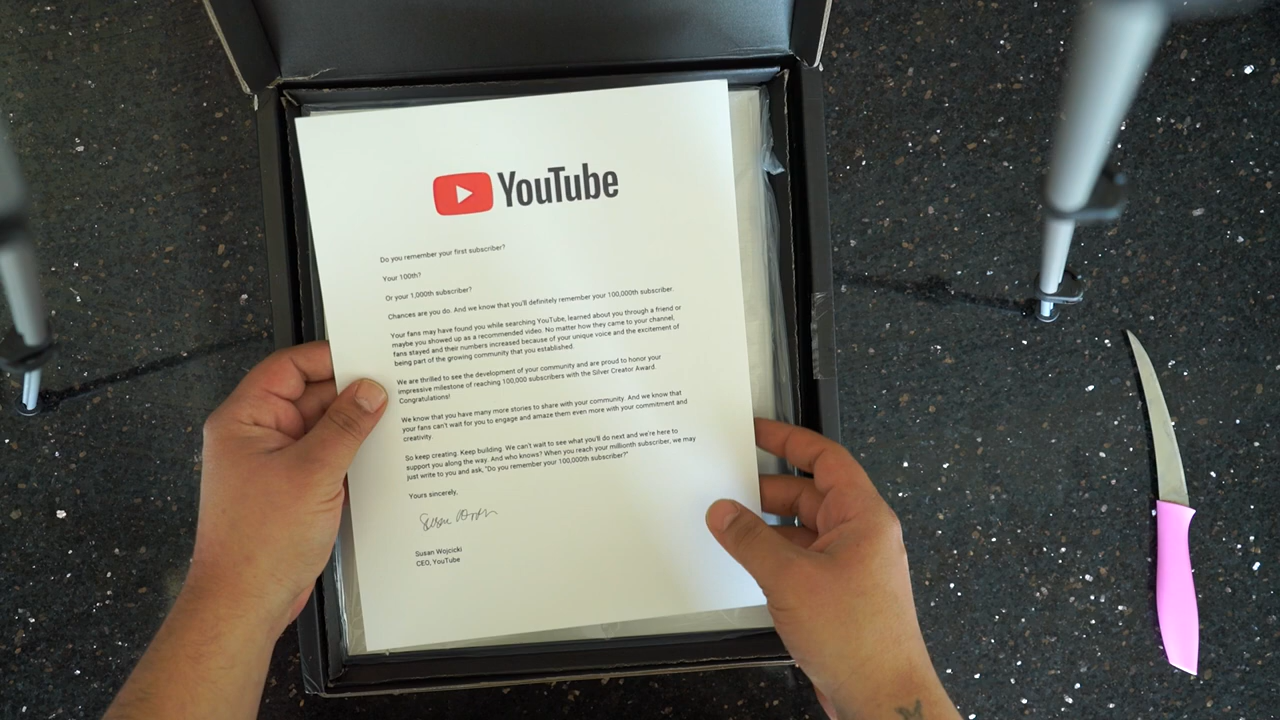 YouTube
Do you remember your first subscriber?
Your 100th?
Or your 1,000th subscriber?
Chances are you do. And we know that you'll definitely remember your 100,000th subscriber.
Your fans may have found you while searching YouTube, learned about you through a friend or
maybe you showed up as a recommended video. No matter how they came to your channel,
fans stayed and their numbers increased because of your unique voice and the excitement of
being part of the growing community that you established.
We are thrilled to see the development of your community and are proud to honor your
impressive milestone of reaching 100,000 subscribers with the Silver Creator Award.
Congratulations!
We know that you have many more stories to share with your community. And we know that
your fans can't wait for you to engage and amaze them even more with your commitment and
creativity.
So keep creating. Keep building. We can't wait to see what you'll do next and we're here to
support you along the way. And who knows? When you reach your millionth subscriber, we may
just write to you and ask, "Do you remember your 100,000th subscriber?"
Yours sincerely,
Susan Wojcicki
CEO, YouTube